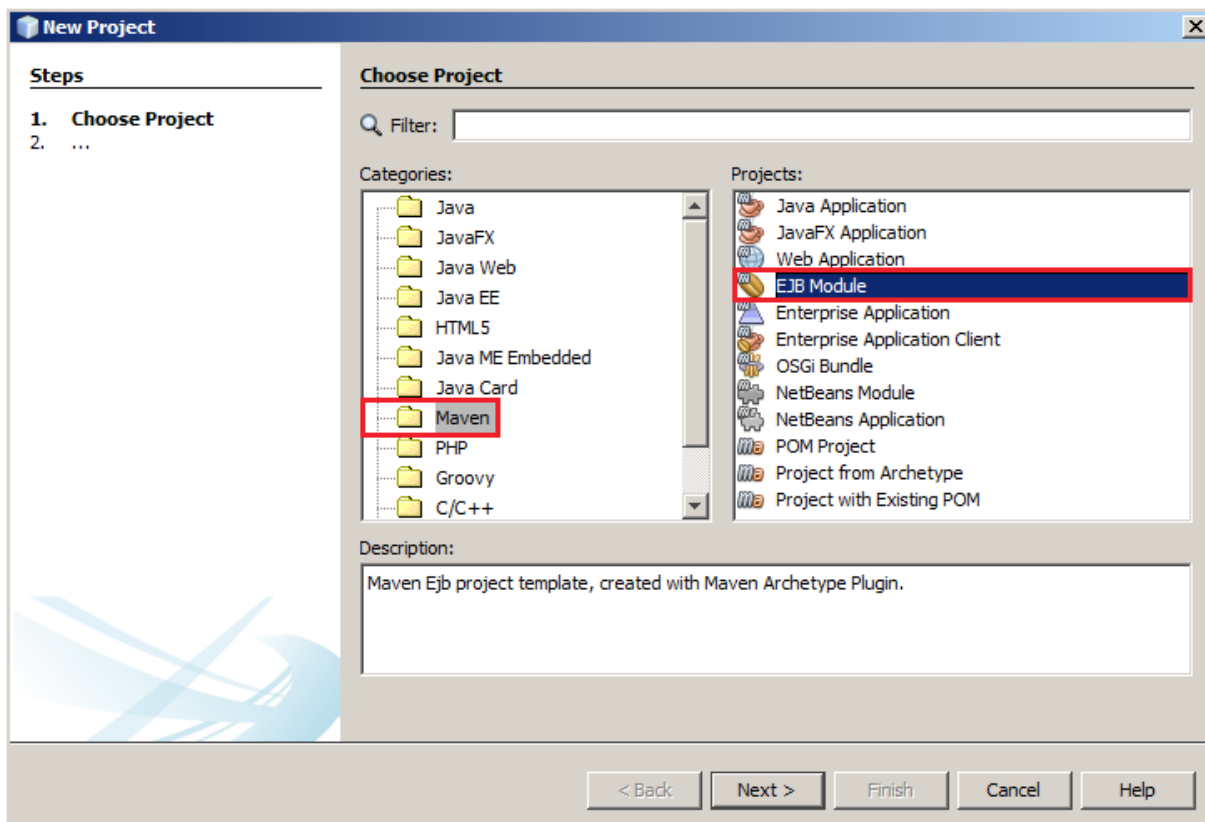 New Project
Steps
1. Choose Project
2. ...
Choose Project
Filter:
Categories:
Java
JavaFX
Java Web
Java EE
HTML5
Java ME Embedded
Java Card
Maven
PHP
Groovy
C/C++
Projects:
Java Application
JavaFX Application
Web Application
EJB Module
Enterprise Application
Enterprise Application Client
OSGi Bundle
NetBeans Module
NetBeans Application
POM Project
Project from Archetype
Project with Existing POM
Description:
Maven Ejb project template, created with Maven Archetype Plugin.
< Back
Next >
Finish
Cancel
Help